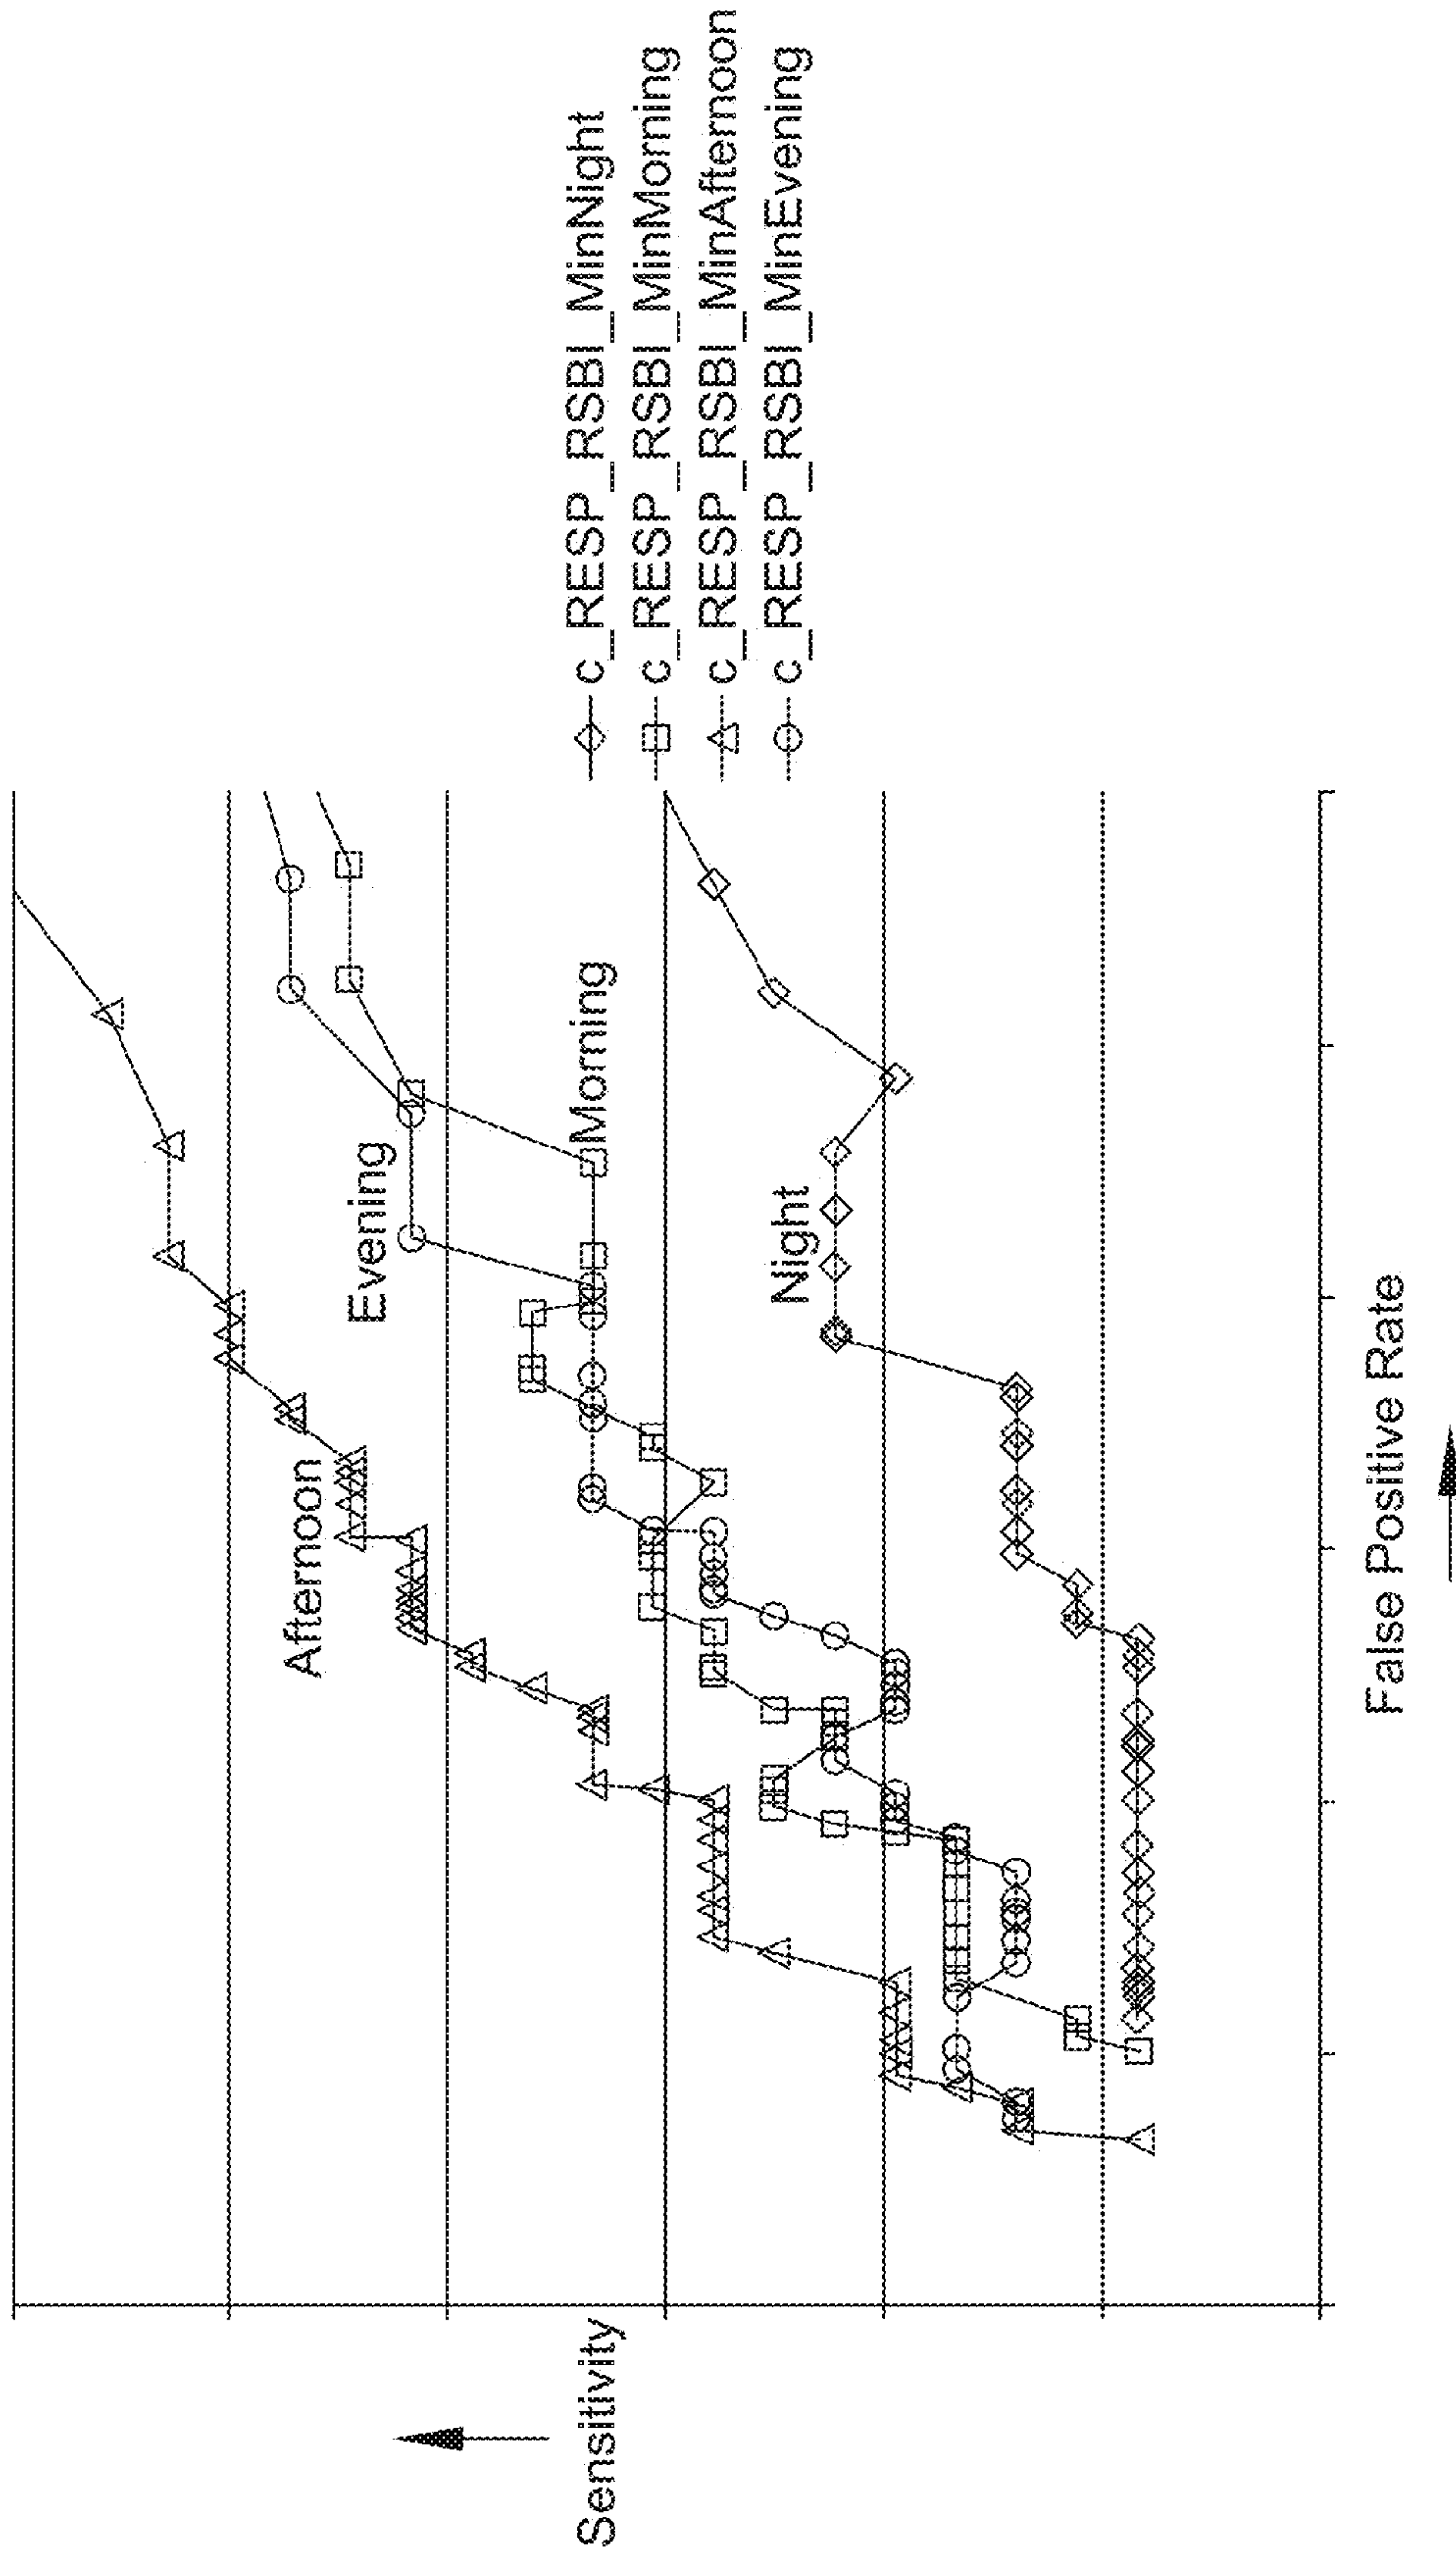 Sensitivity
Afternoon
Evening
Morning
Night
c_RESP_RSBI_MinNight
c_RESP_RSBI_MinMorning
c_RESP_RSBI_MinAfternoon
c_RESP_RSBI_MinEvening
False Positive Rate